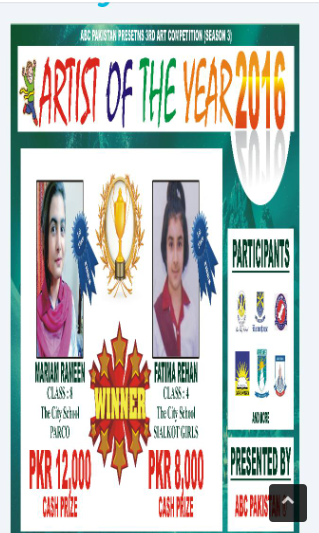 ABC PAKISTAN PRESETNS 3RD ART COMPETITION (SEASON 3)
ARTIST OF THE YEAR 2016
PARTICIPANTS
MARIAM RANEEN
CLASS : 8
The City School
PARCO
PKR 12,000
CASH PRIZE
WINNER
FATIMA REHAN
CLASS : 4
The City School
SIALKOT GIRLS
PKR 8,000
CASH PRIZE
AND MORE
PRESENTED BY
ABC PAKISTAN